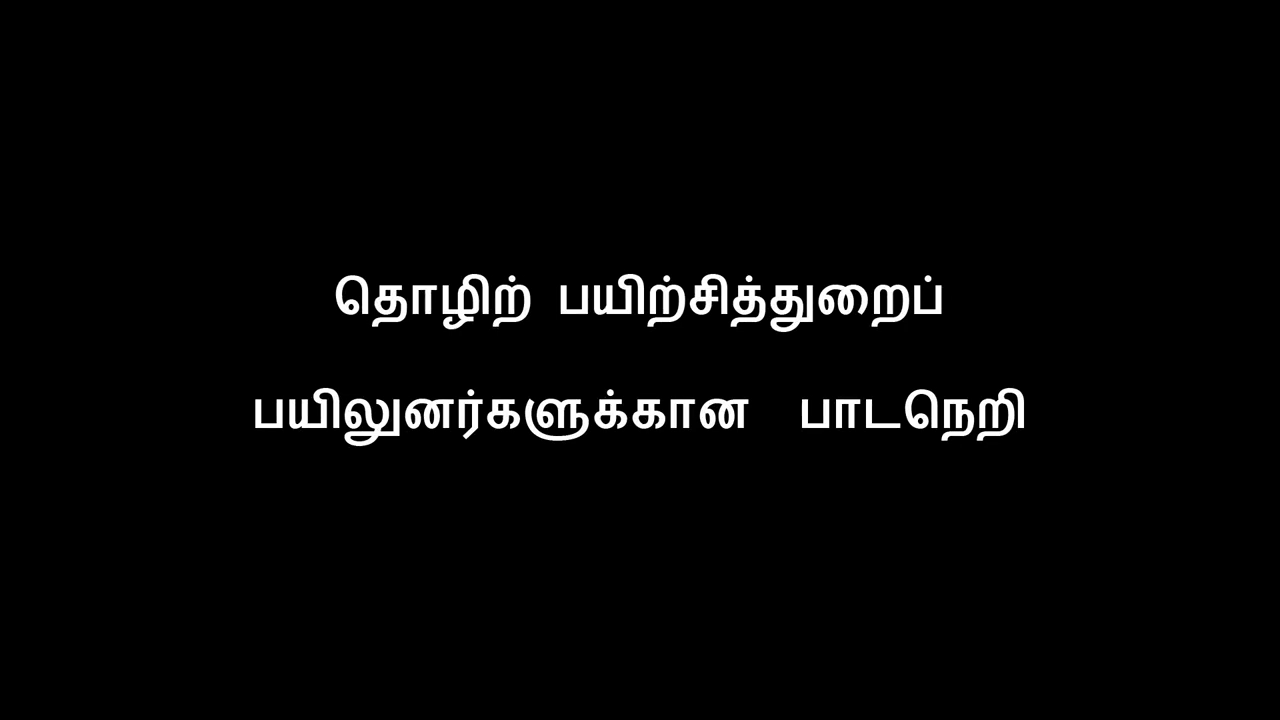 தொழிற் பயிற்சித்துறைப்
பயிலுனர்களுக்கான பாடநெறி